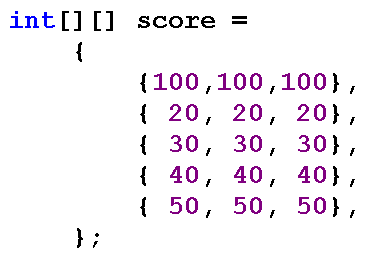 int[][] score =
{
{100,100,100},
{ 20, 20, 20},
{ 30, 30, 30},
{ 40, 40, 40},
{ 50, 50, 50},
};